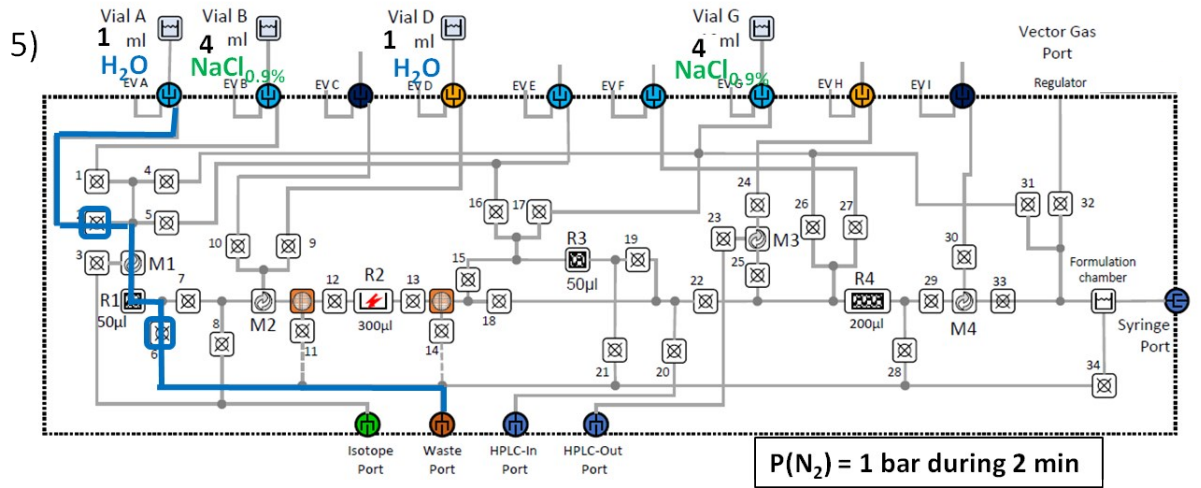 5)
Vial A
1 ml
H₂O
Vial B
4 ml
NaCl0.9%
Vial D
1 ml
H₂O
Vial G
4 ml
NaCl0.9%
Vector Gas
Port
Regulator
EV A
EV B
EV C
EV D
EV E
EV F
EV G
EV H
EV I
1
4
2
5
3
M1
R1
50µl
7
6
8
10
9
M2
11
12
R2
300µl
13
14
15
16
17
18
R3
50µl
19
21
20
22
23
24
M3
25
26
27
R4
200µl
28
29
30
M4
33
31
32
Formulation
chamber
34
Syringe
Port
Isotope
Port
Waste
Port
HPLC-In
Port
HPLC-Out
Port
P(N₂) = 1 bar during 2 min